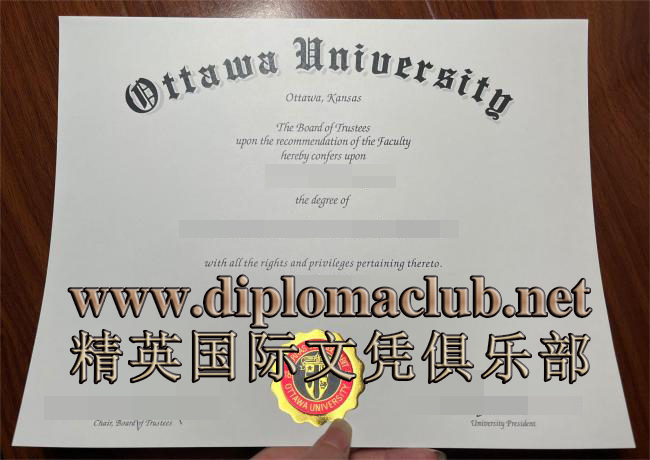 Ottawa University
Ottawa, Kansas
The Board of Trustees
upon the recommendation of the Faculty
hereby confers upon
the degree of
with all the rights and privileges pertaining thereto.
www.diplomaclub.net
精英国际文凭俱乐部
OTTAWA UNIVERSITY
Chair, Board of Trustees
University President